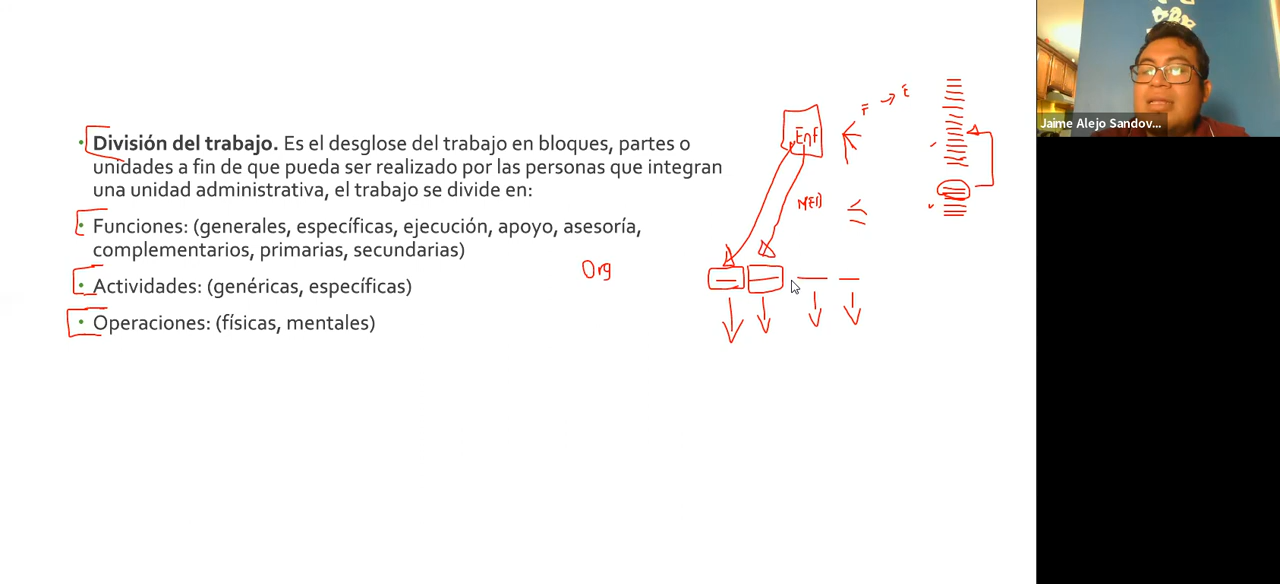 • División del trabajo. Es el desglose del trabajo en bloques, partes o
unidades a fin de que pueda ser realizado por las personas que integran
una unidad administrativa, el trabajo se divide en:
• Funciones: (generales, específicas, ejecución, apoyo, asesoría,
complementarios, primarias, secundarias)
• Actividades: (genéricas, específicas)
• Operaciones: (físicas, mentales)
Org
Enf
F → E
MED
Jaime Alejo Sandov...